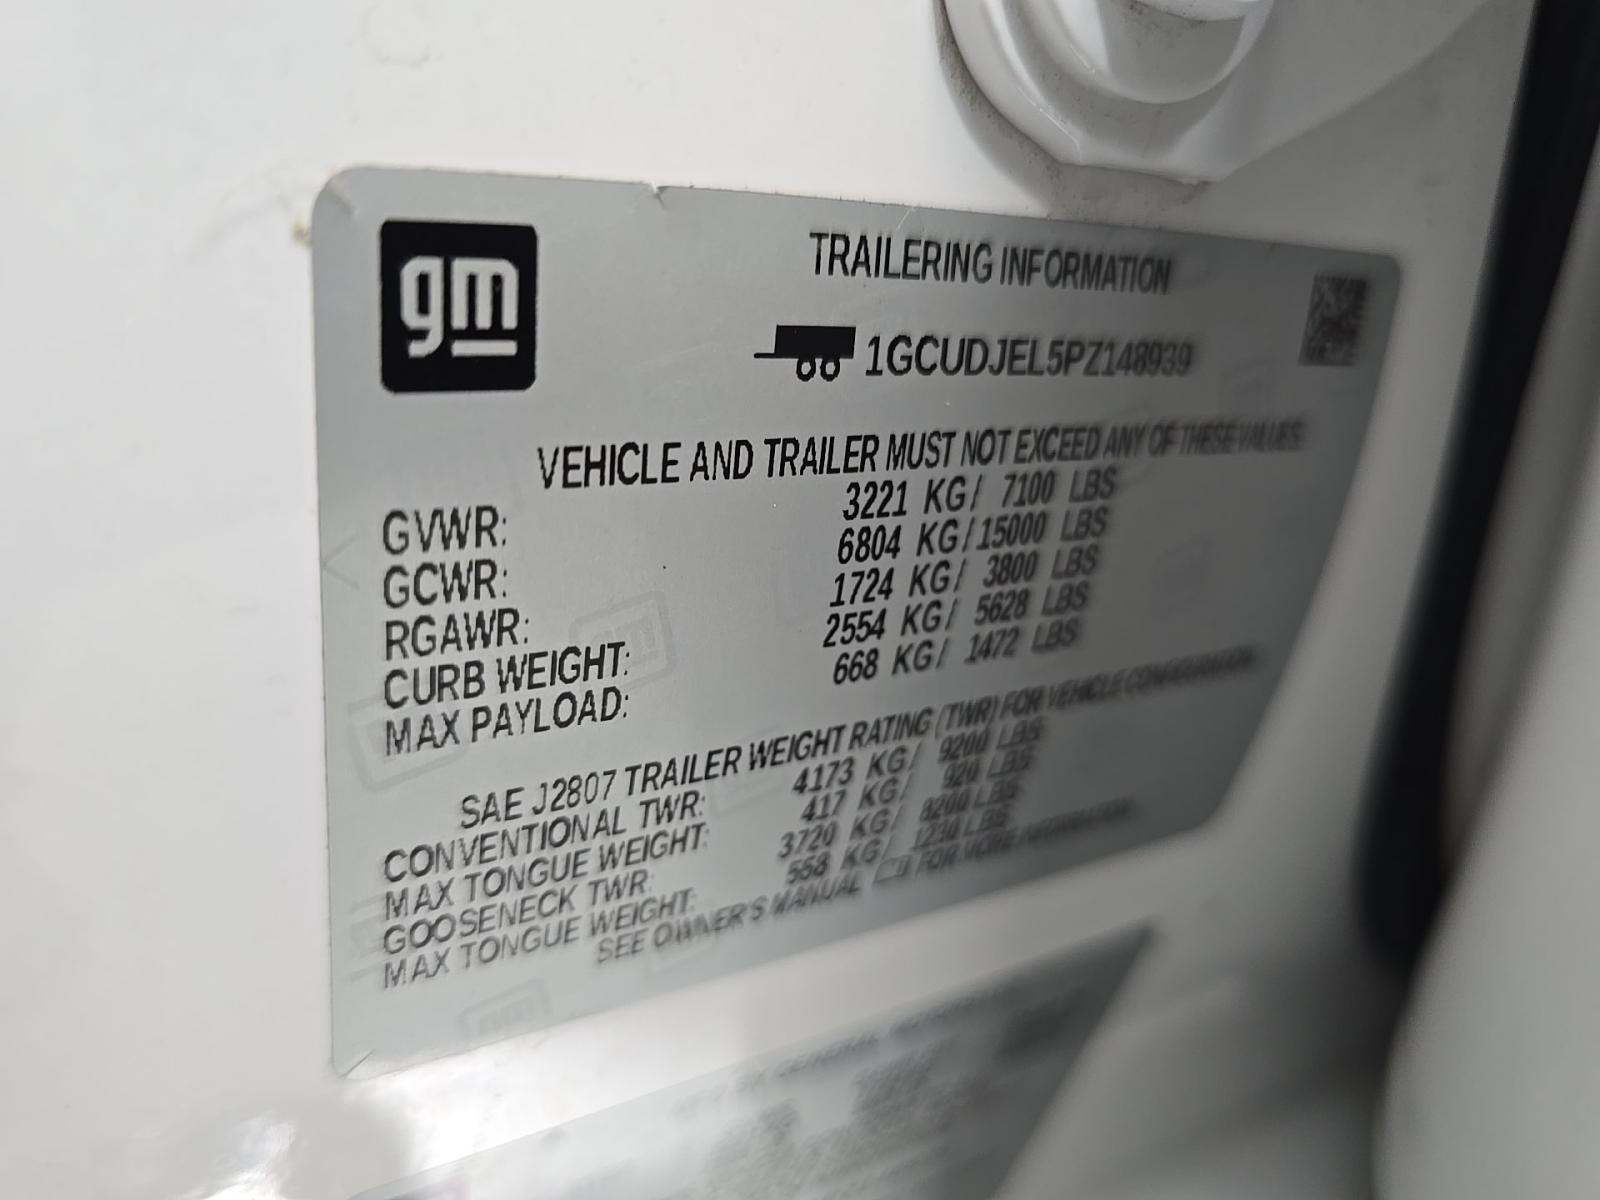 gm
TRAILERING INFORMATION
1GCUDJEL5PZ148939
VEHICLE AND TRAILER MUST NOT EXCEED ANY OF THESE VALUES
GVWR: 3221 KG/ 7100 LBS
GCWR: 6804 KG/15000 LBS
RGAWR: 1724 KG/ 3800 LBS
CURB WEIGHT: 2554 KG/ 5628 LBS
MAX PAYLOAD: 668 KG/ 1472 LBS
SAE J2807 TRAILER WEIGHT RATING (TWR) FOR VEHICLE CONFIGURATION
CONVENTIONAL TWR: 4173 KG/ 9200 LBS
MAX TONGUE WEIGHT: 417 KG/ 920 LBS
GOOSENECK TWR: 3720 KG/ 8200 LBS
MAX TONGUE WEIGHT: 558 KG/ 1230 LBS
SEE OWNER'S MANUAL FOR MORE INFORMATION